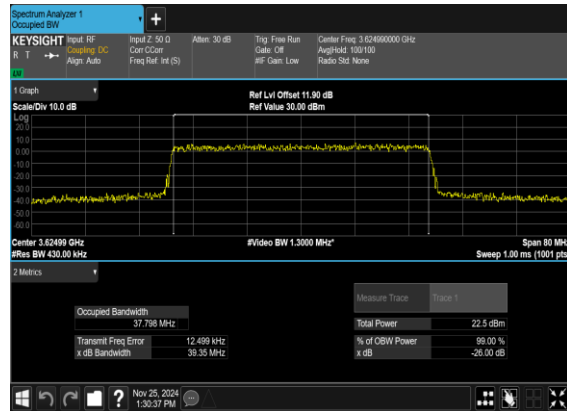 Spectrum Analyzer 1
Occupied BW
KEYSIGHT Input: RF Input Z: 50 Ω Atten: 30 dB Trig: Free Run Center Freq: 3.624990000 GHz
R T Coupling: DC Corr CCorr Gate: Off Avg|Hold: 100/100
Align: Auto Freq Ref: Int (S) #IF Gain: Low Radio Std: None
1 Graph
Ref Lvl Offset 11.90 dB
Scale/Div 10.0 dB Ref Value 30.00 dBm
Log
20.0
10.0
0.00
-10.0
-20.0
-30.0
-40.0
-50.0
-60.0
Center 3.62499 GHz #Video BW 1.3000 MHz* Span 80 MHz
#Res BW 430.00 kHz Sweep 1.00 ms (1001 pts)
2 Metrics
Measure Trace Trace 1
Occupied Bandwidth
37.798 MHz Total Power 22.5 dBm
Transmit Freq Error 12.499 kHz % of OBW Power 99.00 %
x dB Bandwidth 39.35 MHz x dB -26.00 dB
Nov 25, 2024
1:30:37 PM